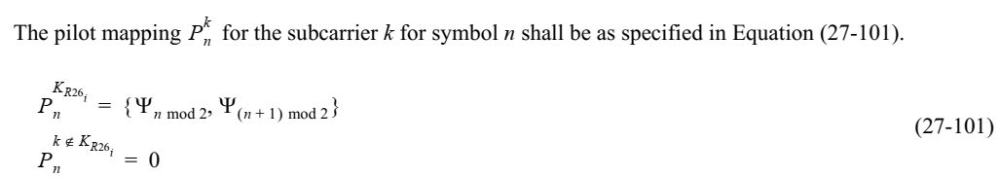 The pilot mapping $P_n^k$ for the subcarrier $k$ for symbol $n$ shall be as specified in Equation (27-101).
$P_n^{K_{R26_i}} = \{\Psi_{n \bmod 2}, \Psi_{(n+1) \bmod 2}\}$
(27-101)
$P_n^{k \notin K_{R26_i}} = 0$